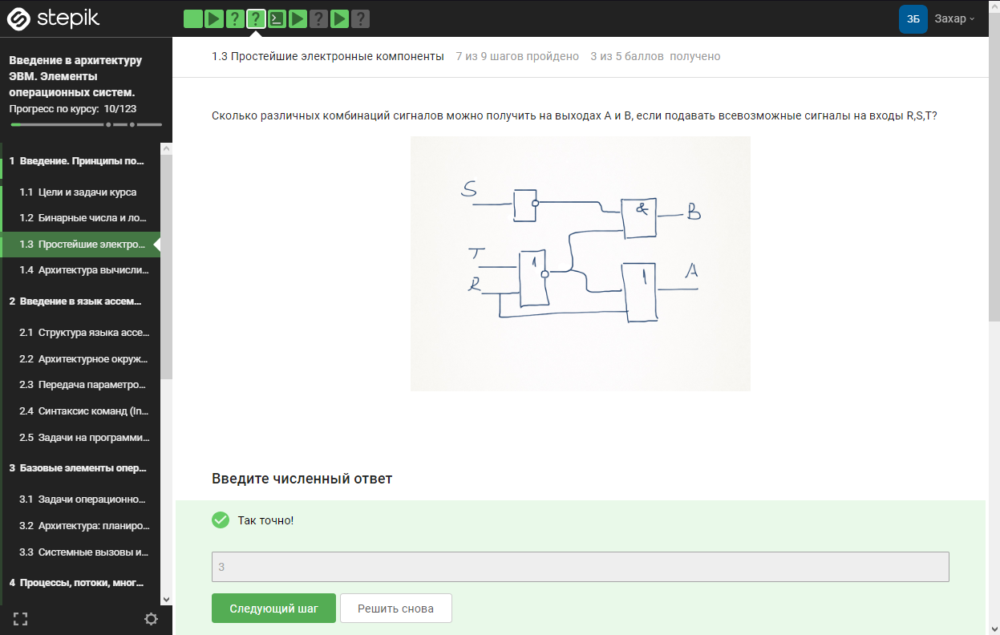 stepik
? ? ? ?
ЗБ Захар
Введение в архитектуру
ЭВМ. Элементы
операционных систем.
Прогресс по курсу: 10/123
1 Введение. Принципы по...
1.1 Цели и задачи курса
1.2 Бинарные числа и ло...
1.3 Простейшие электро...
1.4 Архитектура вычисли...
2 Введение в язык ассем...
2.1 Структура языка ассе...
2.2 Архитектурное окруж...
2.3 Передача параметро...
2.4 Синтаксис команд (In...
2.5 Задачи на программи...
3 Базовые элементы опер...
3.1 Задачи операционно...
3.2 Архитектура: планиро...
3.3 Системные вызовы и...
4 Процессы, потоки, мног...
1.3 Простейшие электронные компоненты 7 из 9 шагов пройдено 3 из 5 баллов получено
Сколько различных комбинаций сигналов можно получить на выходах A и B, если подавать всевозможные сигналы на входы R,S,T?
S
& B
T
1
R
1 A
Введите численный ответ
Так точно!
3
Следующий шаг Решить снова